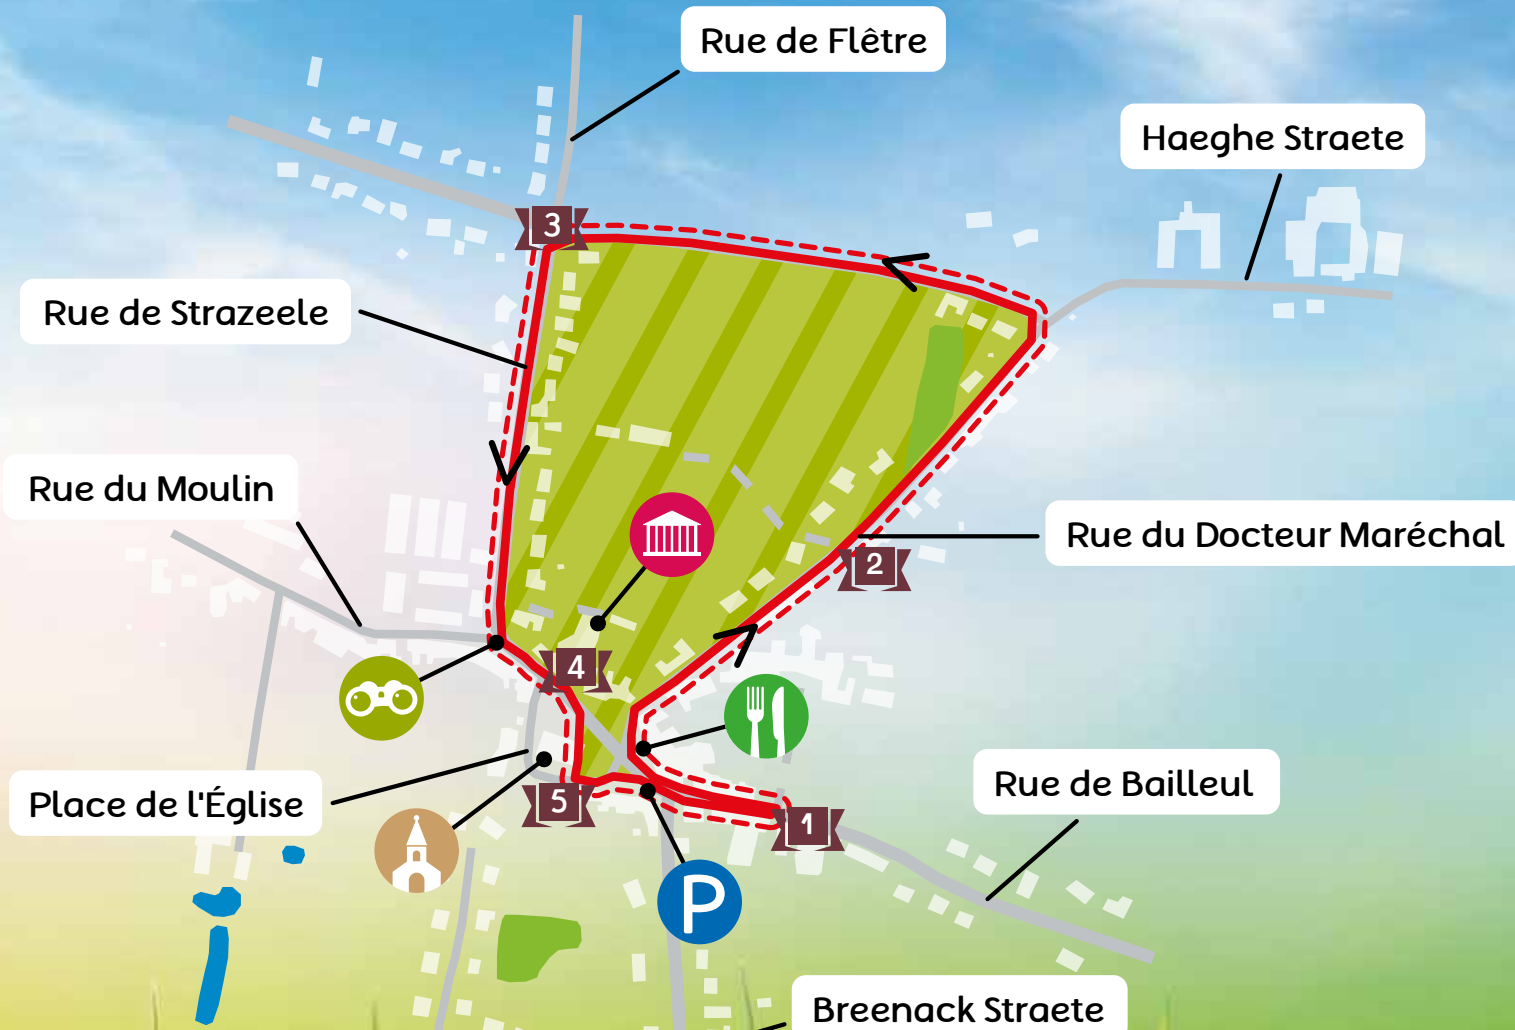 Rue de Flêtre
Haeghe Straete
3
Rue de Strazeele
Rue du Moulin
Rue du Docteur Maréchal
2
4
Place de l'Église
5
1
Rue de Bailleul
P
Breenack Straete